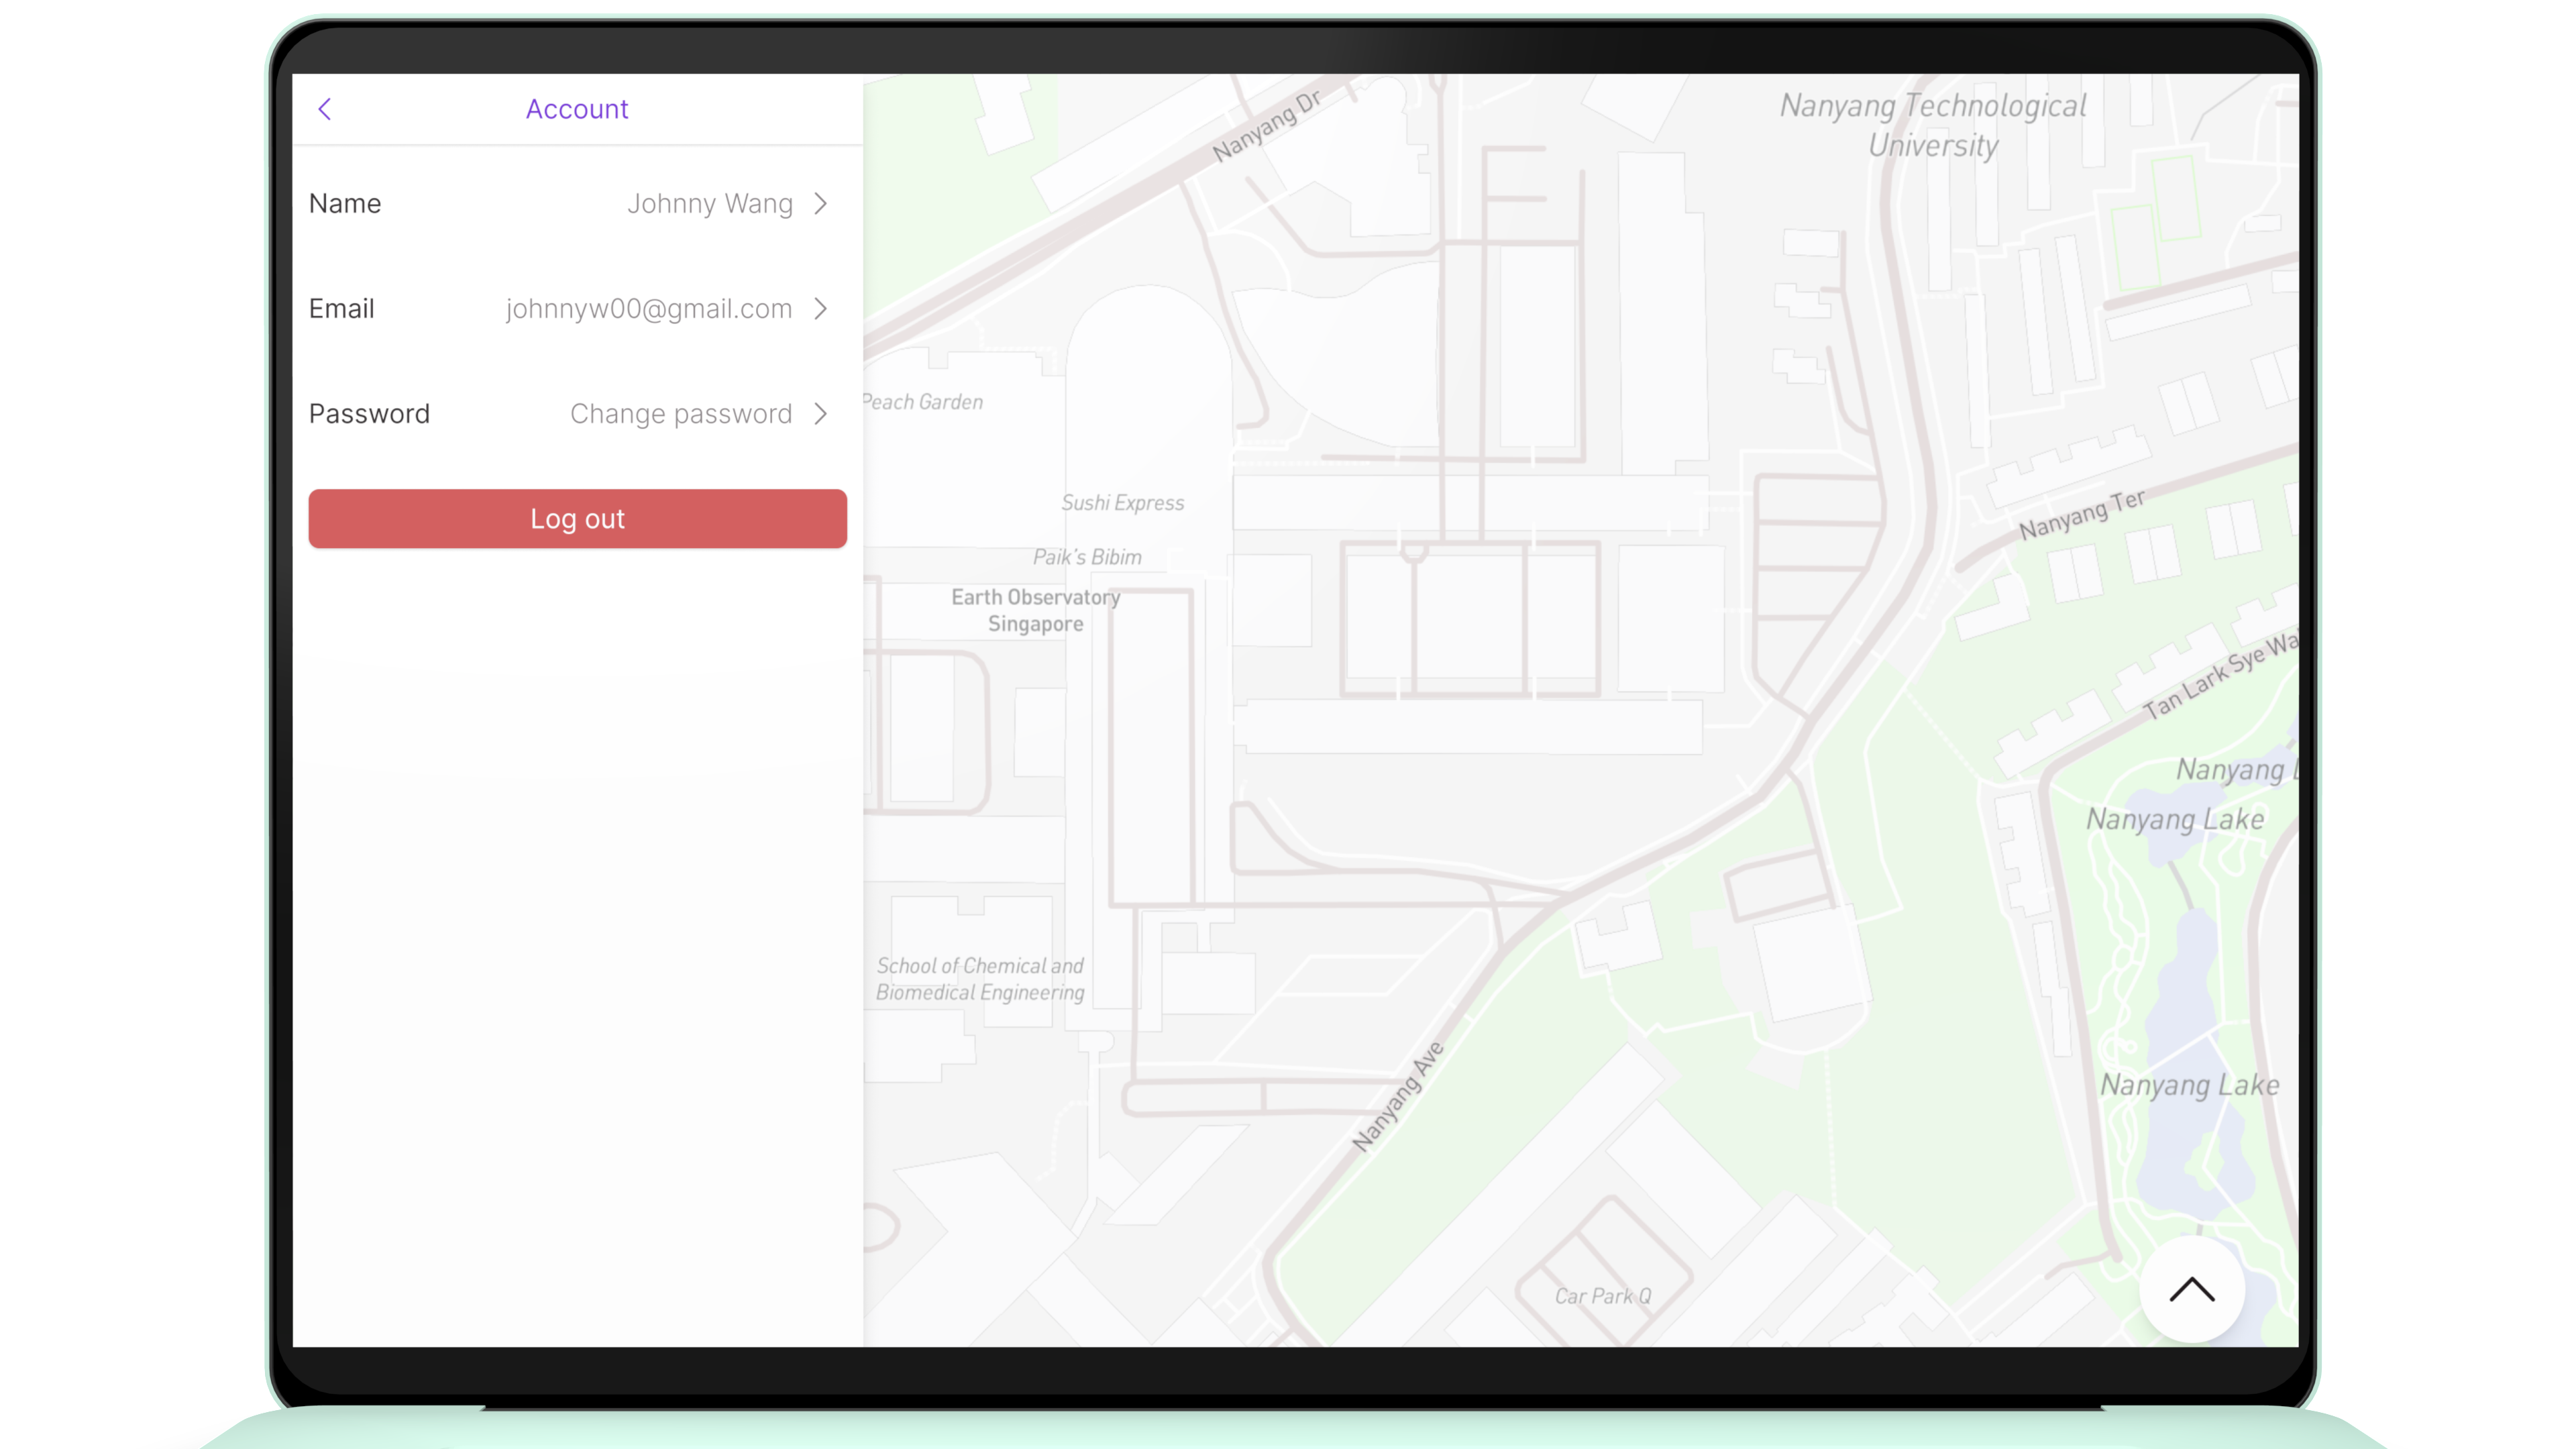 Account
Name
Johnny Wang
Email
johnnyw00@gmail.com
Password
Change password
Log out
Nanyang Dr
Nanyang Technological
University
Peach Garden
Sushi Express
Paik's Bibim
Earth Observatory
Singapore
Nanyang Ter
Tan Lark Sye Wa
Nanyang L
Nanyang Lake
School of Chemical and
Biomedical Engineering
Nanyang Ave
Nanyang Lake
Car Park Q